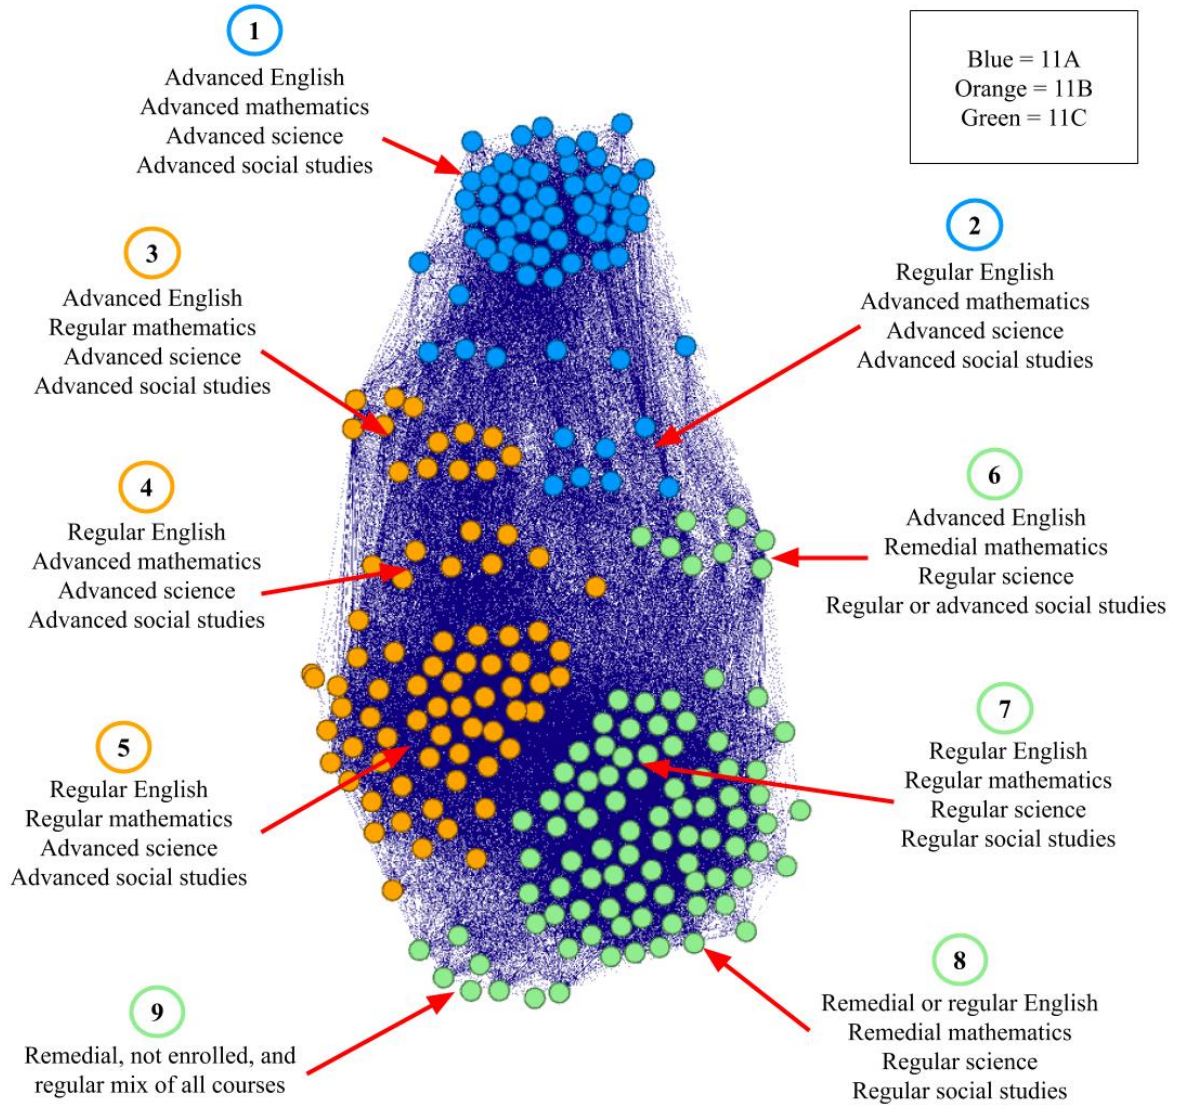 1
Advanced English
Advanced mathematics
Advanced science
Advanced social studies
Blue = 11A
Orange = 11B
Green = 11C
2
Regular English
Advanced mathematics
Advanced science
Advanced social studies
3
Advanced English
Regular mathematics
Advanced science
Advanced social studies
4
Regular English
Advanced mathematics
Advanced science
Advanced social studies
6
Advanced English
Remedial mathematics
Regular science
Regular or advanced social studies
5
Regular English
Regular mathematics
Advanced science
Advanced social studies
7
Regular English
Regular mathematics
Regular science
Regular social studies
8
Remedial or regular English
Remedial mathematics
Regular science
Regular social studies
9
Remedial, not enrolled, and
regular mix of all courses